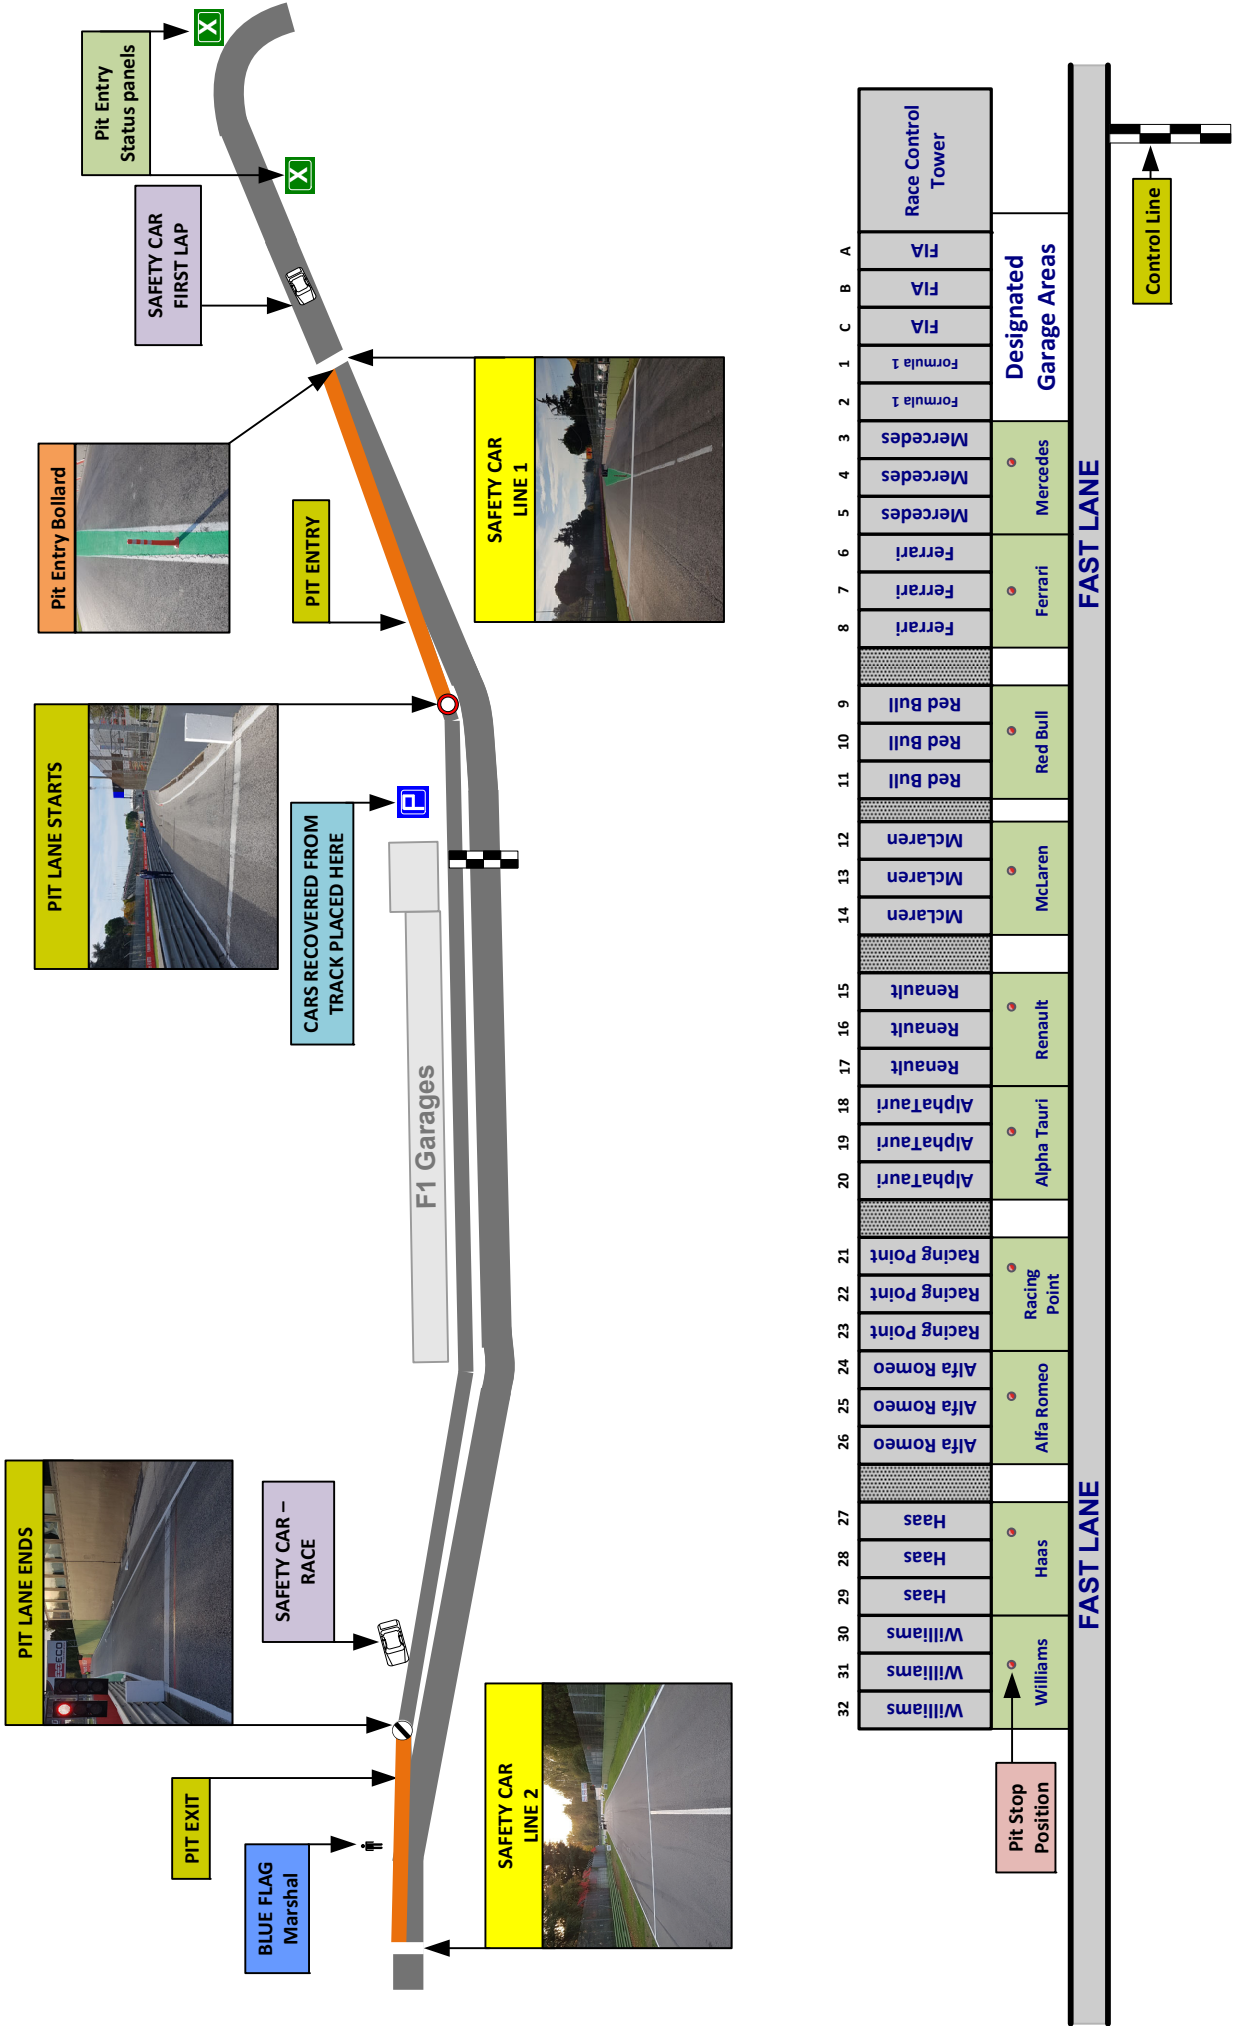 Pit Entry
Status panels
X
X
SAFETY CAR
FIRST LAP
Pit Entry Bollard
PIT ENTRY
SAFETY CAR
LINE 1
PIT LANE STARTS
CARS RECOVERED FROM
TRACK PLACED HERE
P
F1 Garages
PIT LANE ENDS
SAFETY CAR –
RACE
PIT EXIT
BLUE FLAG
Marshal
SAFETY CAR
LINE 2
Race Control
Tower
A
FIA
B
FIA
C
FIA
1
Formula 1
2
Formula 1
3
Mercedes
4
Mercedes
5
Mercedes
6
Ferrari
7
Ferrari
8
Ferrari
9
Red Bull
10
Red Bull
11
Red Bull
12
McLaren
13
McLaren
14
McLaren
15
Renault
16
Renault
17
Renault
18
AlphaTauri
19
AlphaTauri
20
AlphaTauri
21
Racing Point
22
Racing Point
23
Racing Point
24
Alfa Romeo
25
Alfa Romeo
26
Alfa Romeo
27
Haas
28
Haas
29
Haas
30
Williams
31
Williams
32
Williams
Designated
Garage Areas
Mercedes
Ferrari
Red Bull
McLaren
Renault
Alpha Tauri
Racing
Point
Alfa Romeo
Haas
Williams
FAST LANE
FAST LANE
Control Line
Pit Stop
Position